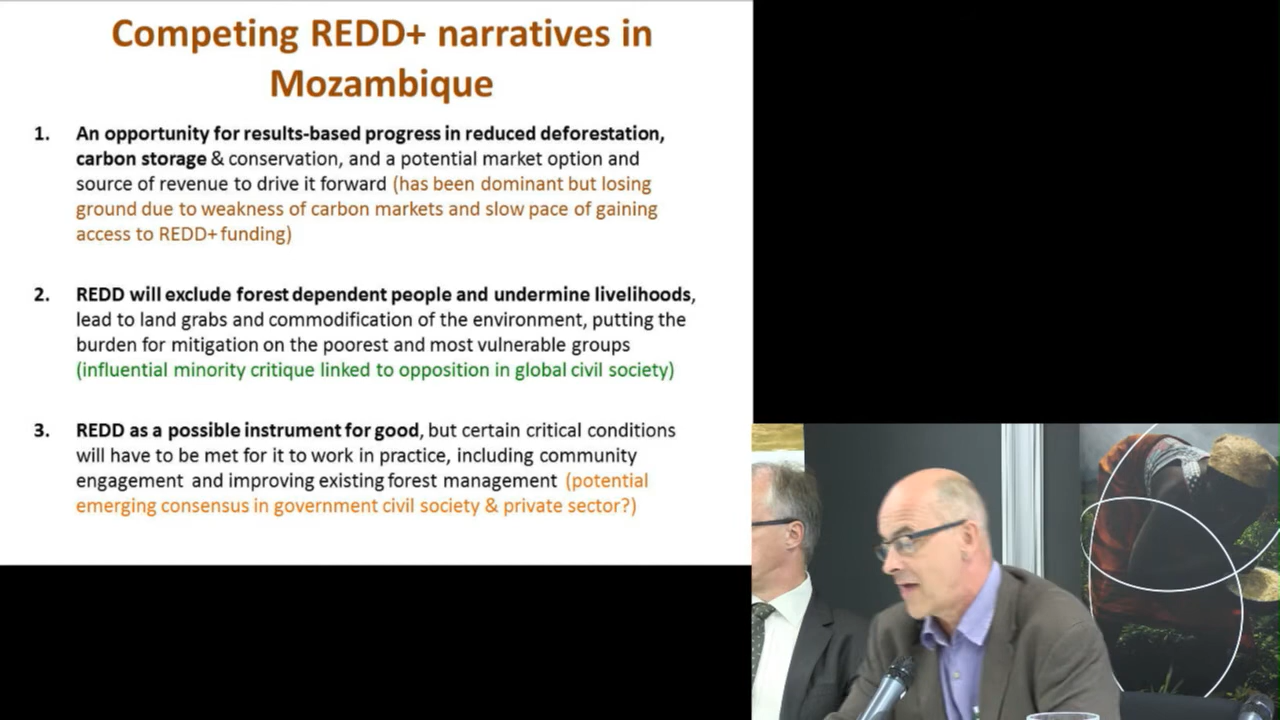 Competing REDD+ narratives in
Mozambique
1. An opportunity for results-based progress in reduced deforestation,
carbon storage & conservation, and a potential market option and
source of revenue to drive it forward (has been dominant but losing
ground due to weakness of carbon markets and slow pace of gaining
access to REDD+ funding)
2. REDD will exclude forest dependent people and undermine livelihoods,
lead to land grabs and commodification of the environment, putting the
burden for mitigation on the poorest and most vulnerable groups
(influential minority critique linked to opposition in global civil society)
3. REDD as a possible instrument for good, but certain critical conditions
will have to be met for it to work in practice, including community
engagement and improving existing forest management (potential
emerging consensus in government civil society & private sector?)